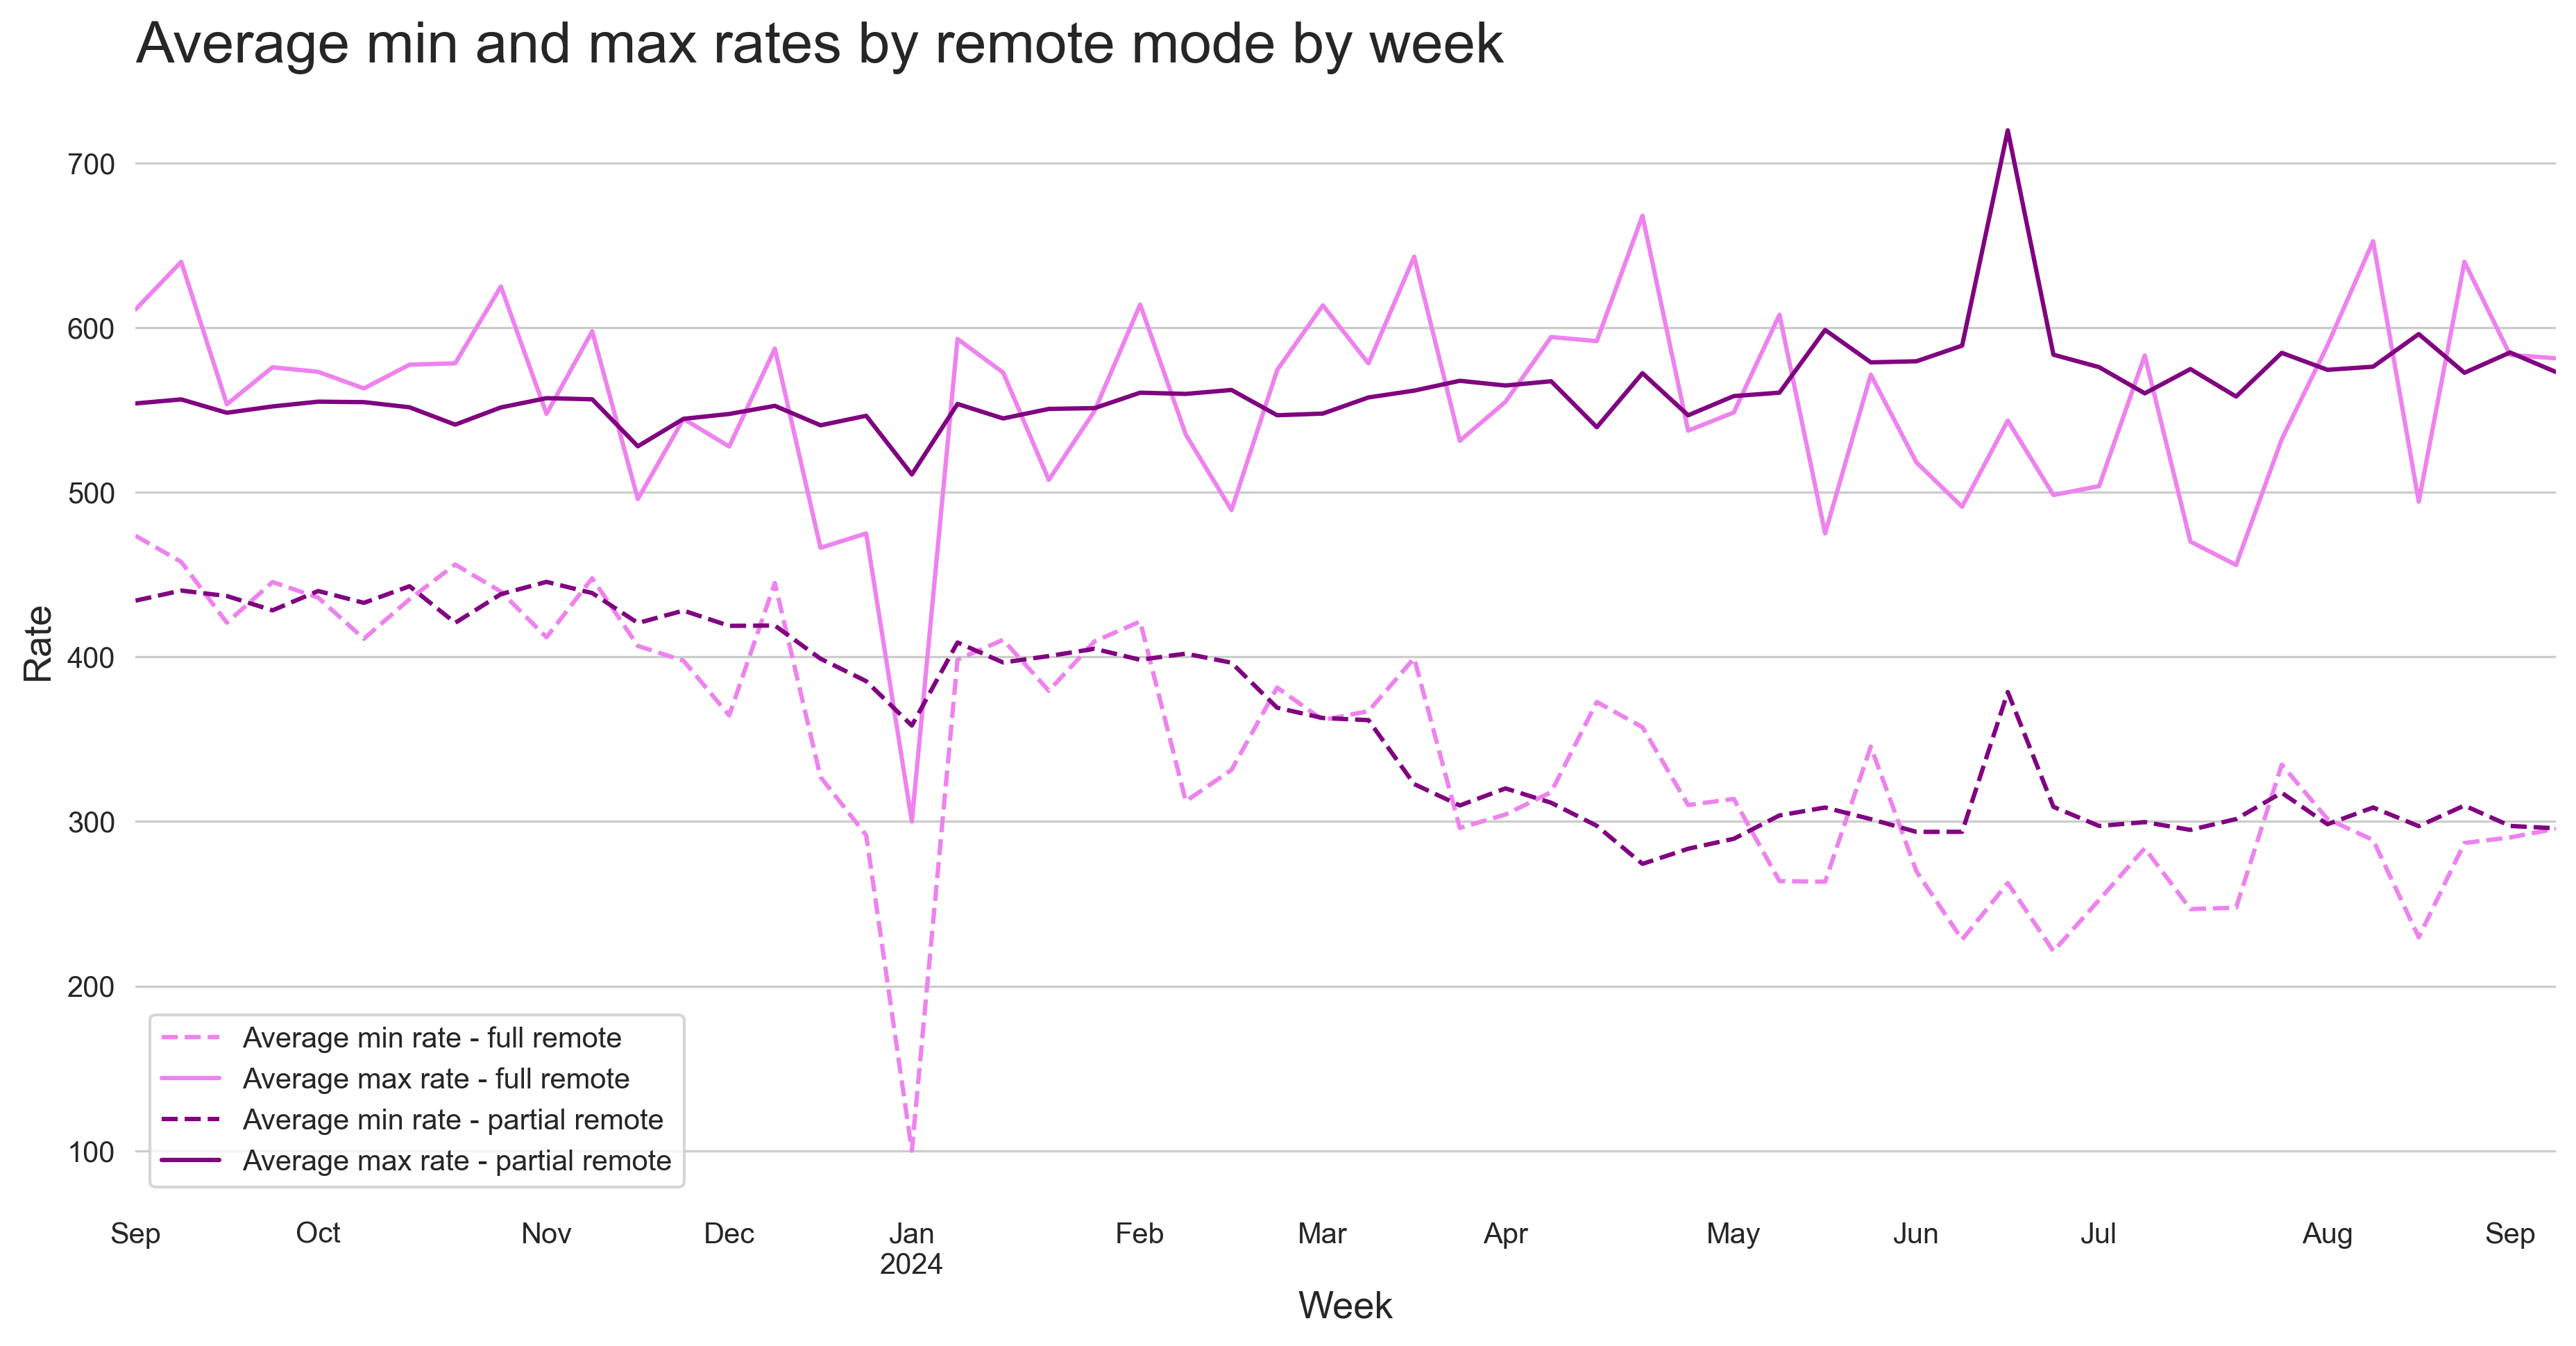 Average min and max rates by remote mode by week
700
600
500
400
300
200
100
Rate
Average min rate - full remote
Average max rate - full remote
Average min rate - partial remote
Average max rate - partial remote
Sep Oct Nov Dec Jan Feb Mar Apr May Jun Jul Aug Sep
2024
Week